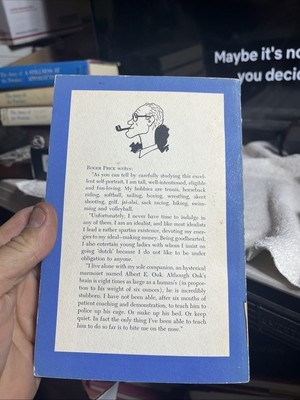 Maybe it's no
you decid
ROGER PRICE writes:
"As you can tell by carefully studying this excel-
lent self-portrait, I am tall, well-intentioned, eligible
and fun-loving. My hobbies are tennis, horseback
riding, softball, sailing, boxing, wrestling, skeet
shooting, golf, jai-alai, sack racing, hiking, swim-
ming and volleyball.
"Unfortunately, I never have time to indulge in
any of them. I am an idealist, and like most idealists
I lead a rather spartan existence, devoting my ener-
gies to my ideal—making money. Being goodhearted,
I also entertain young ladies with whom I insist on
going 'dutch' because I do not like to be under
obligation to anyone.
"I live alone with my sole companion, an hysterical
marmoset named Albert E. Oak. Although Oak's
brain is eight times as large as a human's (in propor-
tion to his weight of six ounces), he is incredibly
stubborn. I have not been able, after six months of
patient coaching and demonstration, to teach him to
police up his cage. Or make up his bed. Or keep
quiet. In fact the only thing I've been able to teach
him to do so far is to bite me on the nose."